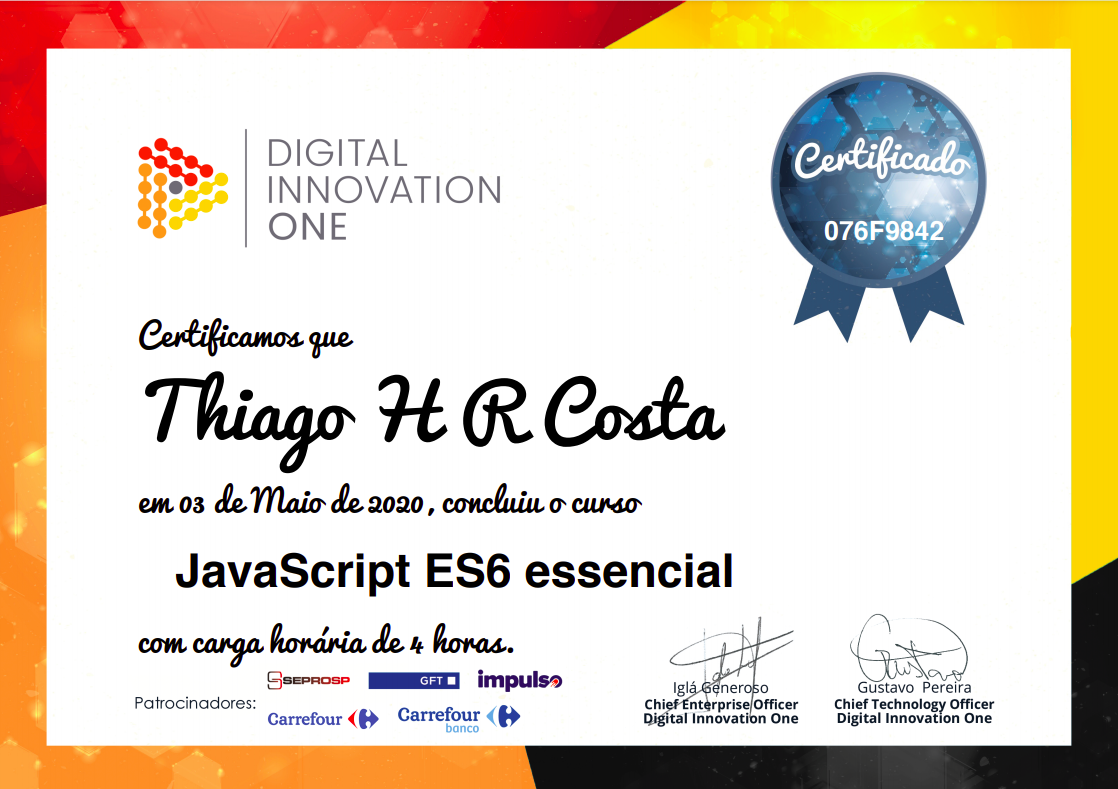 DIGITAL
INNOVATION
ONE
Certificado
076F9842
Certificamos que
Thiago H R Costa
em 03 de Maio de 2020, concluiu o curso
JavaScript ES6 essencial
com carga horária de 4 horas.
Patrocinadores:
SEPROSP
GFT
impulso
Carrefour
Carrefour
banco
Iglá Generoso
Chief Enterprise Officer
Digital Innovation One
Gustavo
Gustavo Pereira
Chief Technology Officer
Digital Innovation One